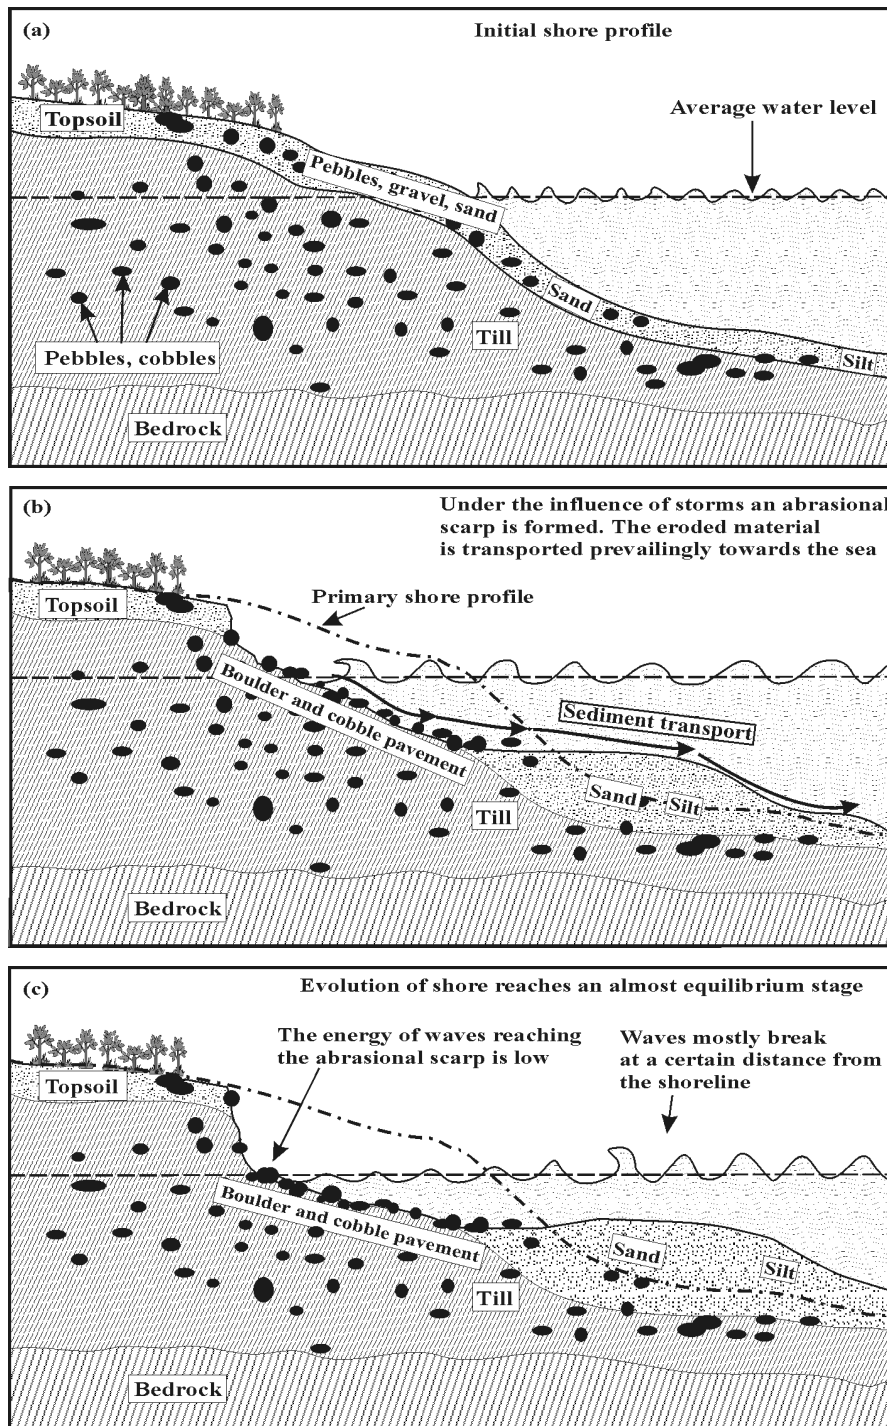 (a)
Initial shore profile
Average water level
Topsoil
Pebbles, gravel, sand
Sand
Silt
Till
Pebbles, cobbles
Bedrock
(b)
Under the influence of storms an abrasional
scarp is formed. The eroded material
is transported prevailingly towards the sea
Primary shore profile
Topsoil
Boulder and cobble pavement
Sediment transport
Sand
Silt
Till
Bedrock
(c)
Evolution of shore reaches an almost equilibrium stage
The energy of waves reaching
the abrasional scarp is low
Waves mostly break
at a certain distance from
the shoreline
Topsoil
Boulder and cobble pavement
Sand
Silt
Till
Bedrock